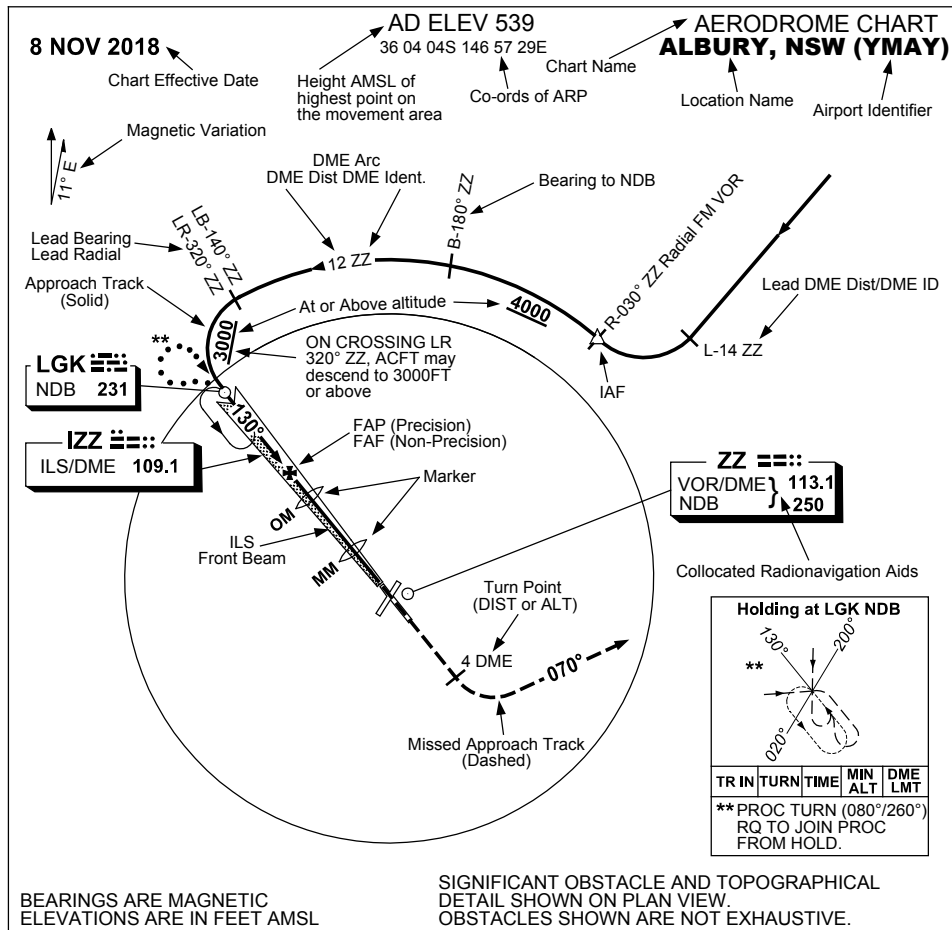 8 NOV 2018
Chart Effective Date
AD ELEV 539
36 04 04S 146 57 29E
Height AMSL of
highest point on
the movement area
Co-ords of ARP
Chart Name
AERODROME CHART
ALBURY, NSW (YMAY)
Location Name
Airport Identifier
Magnetic Variation
11° E
DME Arc
DME Dist DME Ident.
Bearing to NDB
B-180° ZZ
R-030° ZZ Radial FM VOR
LB-140° ZZ
LR-320° ZZ
Lead Bearing
Lead Radial
12 ZZ
Approach Track
(Solid)
At or Above altitude
4000
3000
Lead DME Dist/DME ID
L-14 ZZ
IAF
**
ON CROSSING LR
320° ZZ, ACFT may
descend to 3000FT
or above
LGK
NDB 231
130°
IZZ
ILS/DME 109.1
FAP (Precision)
FAF (Non-Precision)
Marker
OM
ILS
Front Beam
MM
ZZ
VOR/DME } 113.1
NDB 250
Collocated Radionavigation Aids
Turn Point
(DIST or ALT)
4 DME
070°
Missed Approach Track
(Dashed)
Holding at LGK NDB
130°
200°
**
020°
TR IN TURN TIME MIN ALT DME LMT
**PROC TURN (080°/260°)
RQ TO JOIN PROC
FROM HOLD.
BEARINGS ARE MAGNETIC
ELEVATIONS ARE IN FEET AMSL
SIGNIFICANT OBSTACLE AND TOPOGRAPHICAL
DETAIL SHOWN ON PLAN VIEW.
OBSTACLES SHOWN ARE NOT EXHAUSTIVE.